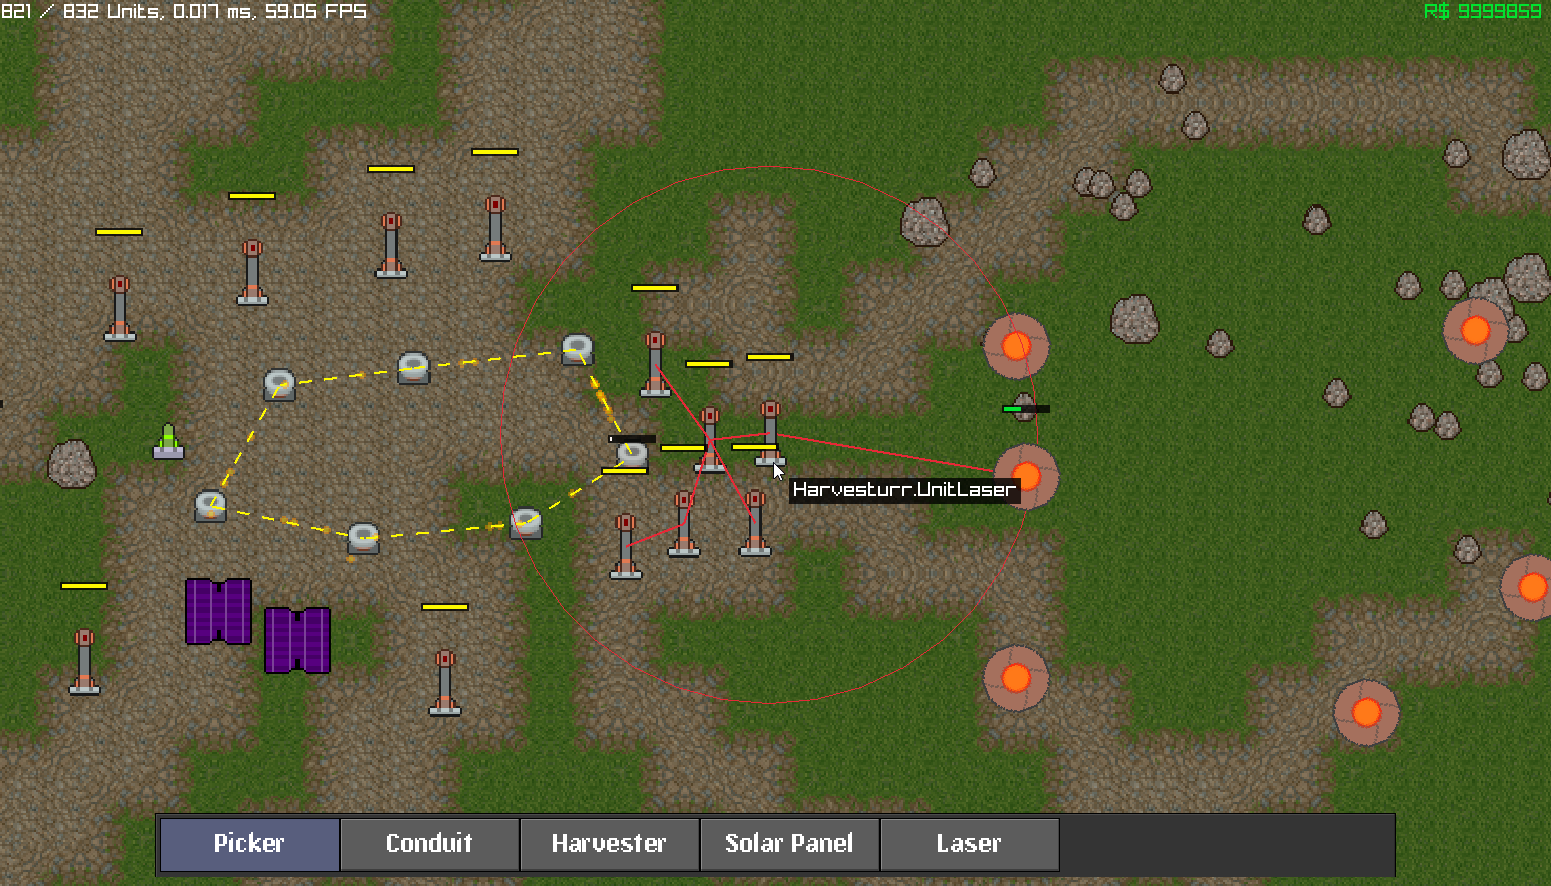 821 / 832 Units, 0.017 ms, 59.05 FPS
R$ 9999859
Harvesturr.UnitLaser
Picker
Conduit
Harvester
Solar Panel
Laser